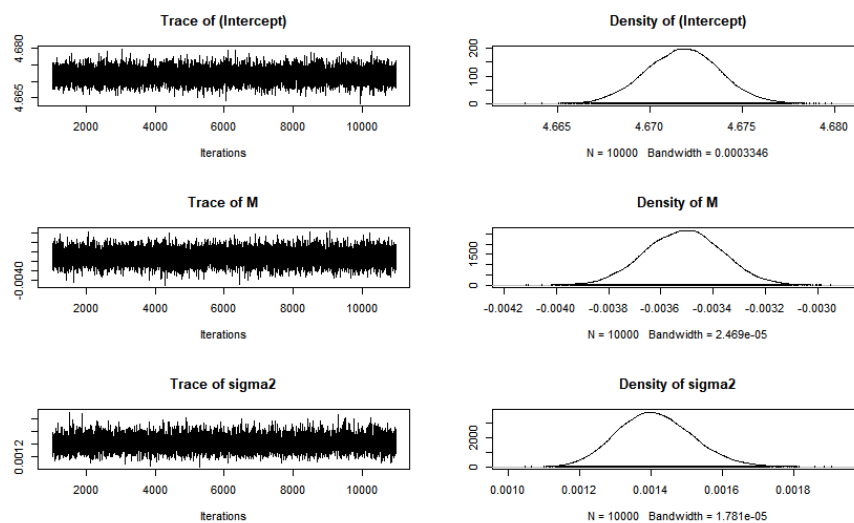 Trace of (Intercept)
4.665 4.680
2000 4000 6000 8000 10000
Iterations
Density of (Intercept)
0 100 200
4.665 4.670 4.675 4.680
N = 10000 Bandwidth = 0.0003346
Trace of M
-0.0040
2000 4000 6000 8000 10000
Iterations
Density of M
0 1500
-0.0042 -0.0040 -0.0038 -0.0036 -0.0034 -0.0032 -0.0030
N = 10000 Bandwidth = 2.469e-05
Trace of sigma2
0.0012
2000 4000 6000 8000 10000
Iterations
Density of sigma2
0 2000
0.0010 0.0012 0.0014 0.0016 0.0018
N = 10000 Bandwidth = 1.781e-05